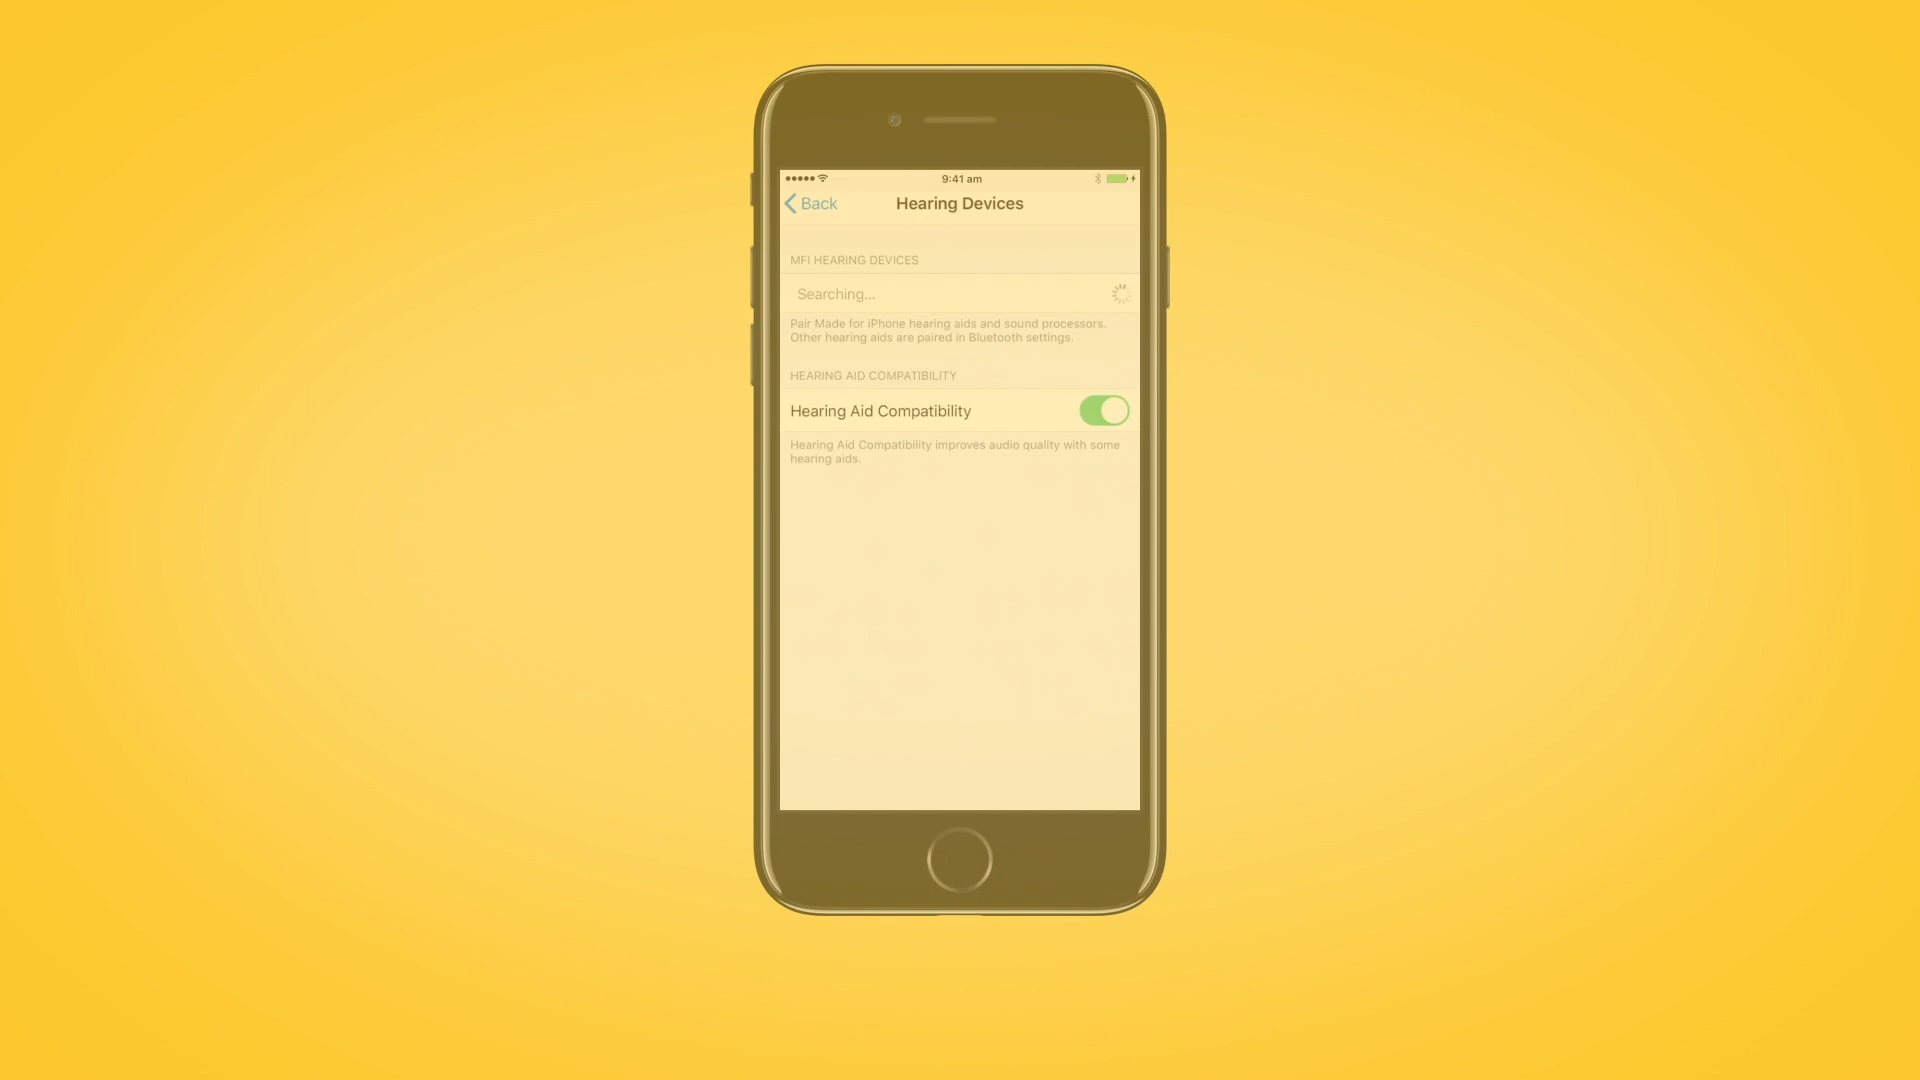 9:41 am
Back
Hearing Devices
MFI HEARING DEVICES
Searching...
Pair Made for iPhone hearing aids and sound processors.
Other hearing aids are paired in Bluetooth settings.
HEARING AID COMPATIBILITY
Hearing Aid Compatibility
Hearing Aid Compatibility improves audio quality with some
hearing aids.